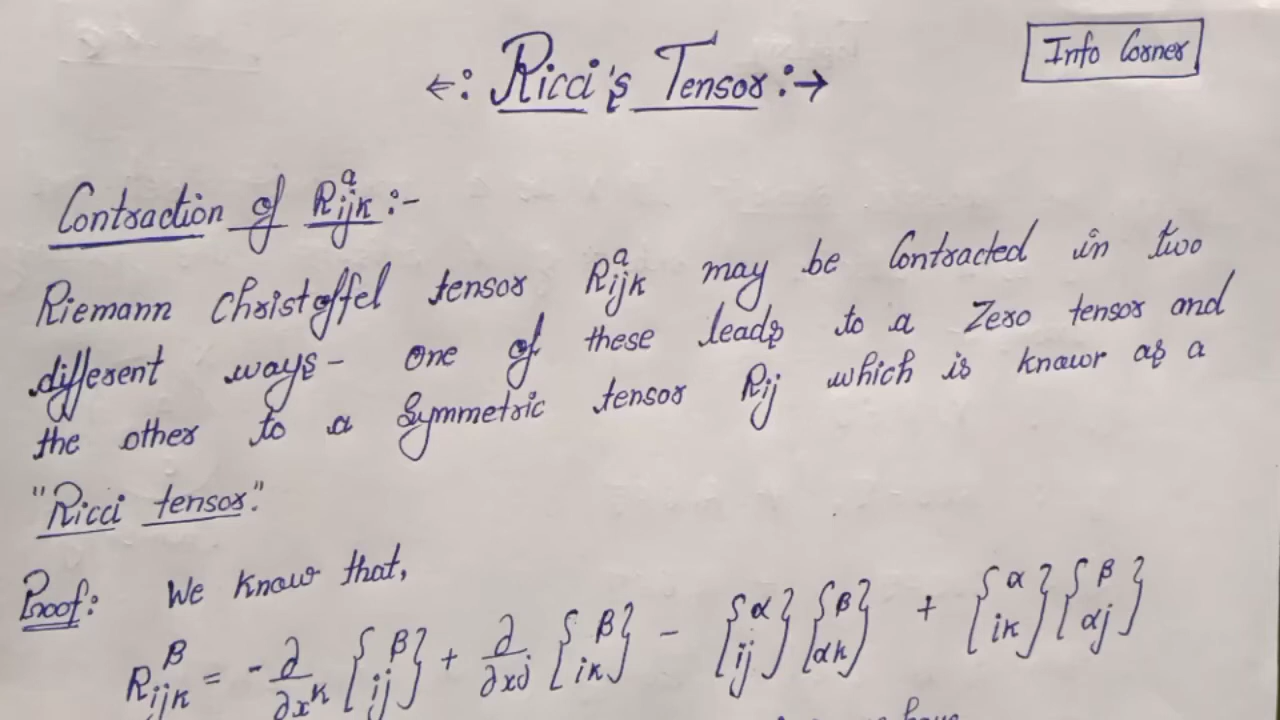 ←: Ricci's Tensor :→
Info Corner
Contraction of R^a_ijk :-
Riemann Christoffel tensor R^a_ijk may be Contracted in two
different ways - one of these leads to a Zero tensor and
the other to a Symmetric tensor Rij which is known as a
"Ricci tensor".
Proof: We know that,
R^β_ijk = - ∂/∂x^k {β ij} + ∂/∂xj {β ik} - {α ij} {β αk} + {α ik} {β αj}
have